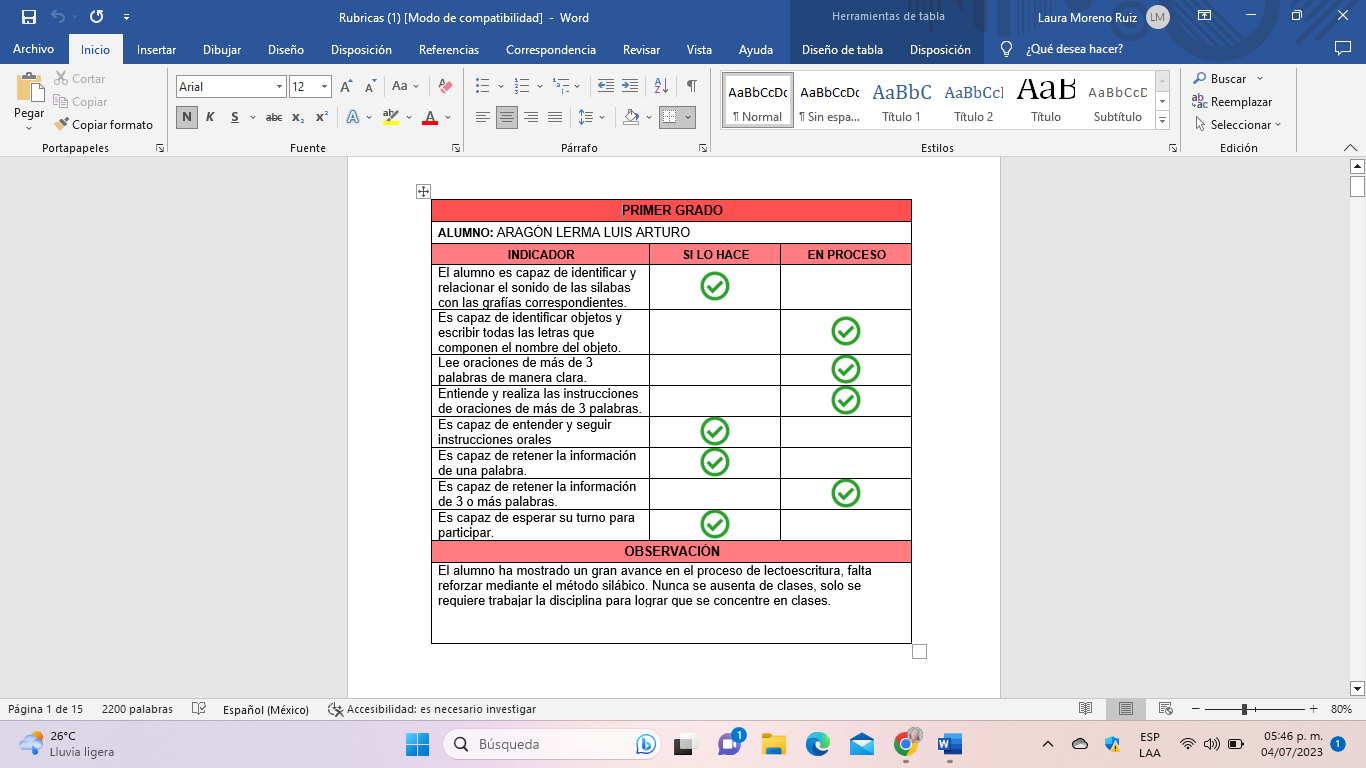 Rubricas (1) [Modo de compatibilidad] - Word
Herramientas de tabla
Laura Moreno Ruiz
LM
Archivo Inicio Insertar Dibujar Diseño Disposición Referencias Correspondencia Revisar Vista Ayuda Diseño de tabla Disposición ¿Qué desea hacer?
Pegar
Cortar
Copiar
Copiar formato
Portapapeles
Arial 12
Aa
N K S abc x₂ x² A ab A
Fuente
Párrafo
AaBbCcDc AaBbCcDc AaBbC AaBbCcI AaB AaBbCcD
¶ Normal ¶ Sin espa... Título 1 Título 2 Título Subtítulo
Estilos
Buscar
Reemplazar
Seleccionar
Edición
PRIMER GRADO
ALUMNO: ARAGÓN LERMA LUIS ARTURO
INDICADOR SI LO HACE EN PROCESO
El alumno es capaz de identificar y
relacionar el sonido de las silabas
con las grafías correspondientes.
Es capaz de identificar objetos y
escribir todas las letras que
componen el nombre del objeto.
Lee oraciones de más de 3
palabras de manera clara.
Entiende y realiza las instrucciones
de oraciones de más de 3 palabras.
Es capaz de entender y seguir
instrucciones orales
Es capaz de retener la información
de una palabra.
Es capaz de retener la información
de 3 o más palabras.
Es capaz de esperar su turno para
participar.
OBSERVACIÓN
El alumno ha mostrado un gran avance en el proceso de lectoescritura, falta
reforzar mediante el método silábico. Nunca se ausenta de clases, solo se
requiere trabajar la disciplina para lograr que se concentre en clases.
Página 1 de 15 2200 palabras Español (México) Accesibilidad: es necesario investigar 80%
26°C
Lluvia ligera
Búsqueda
1
ESP
LAA
05:46 p. m.
04/07/2023
1